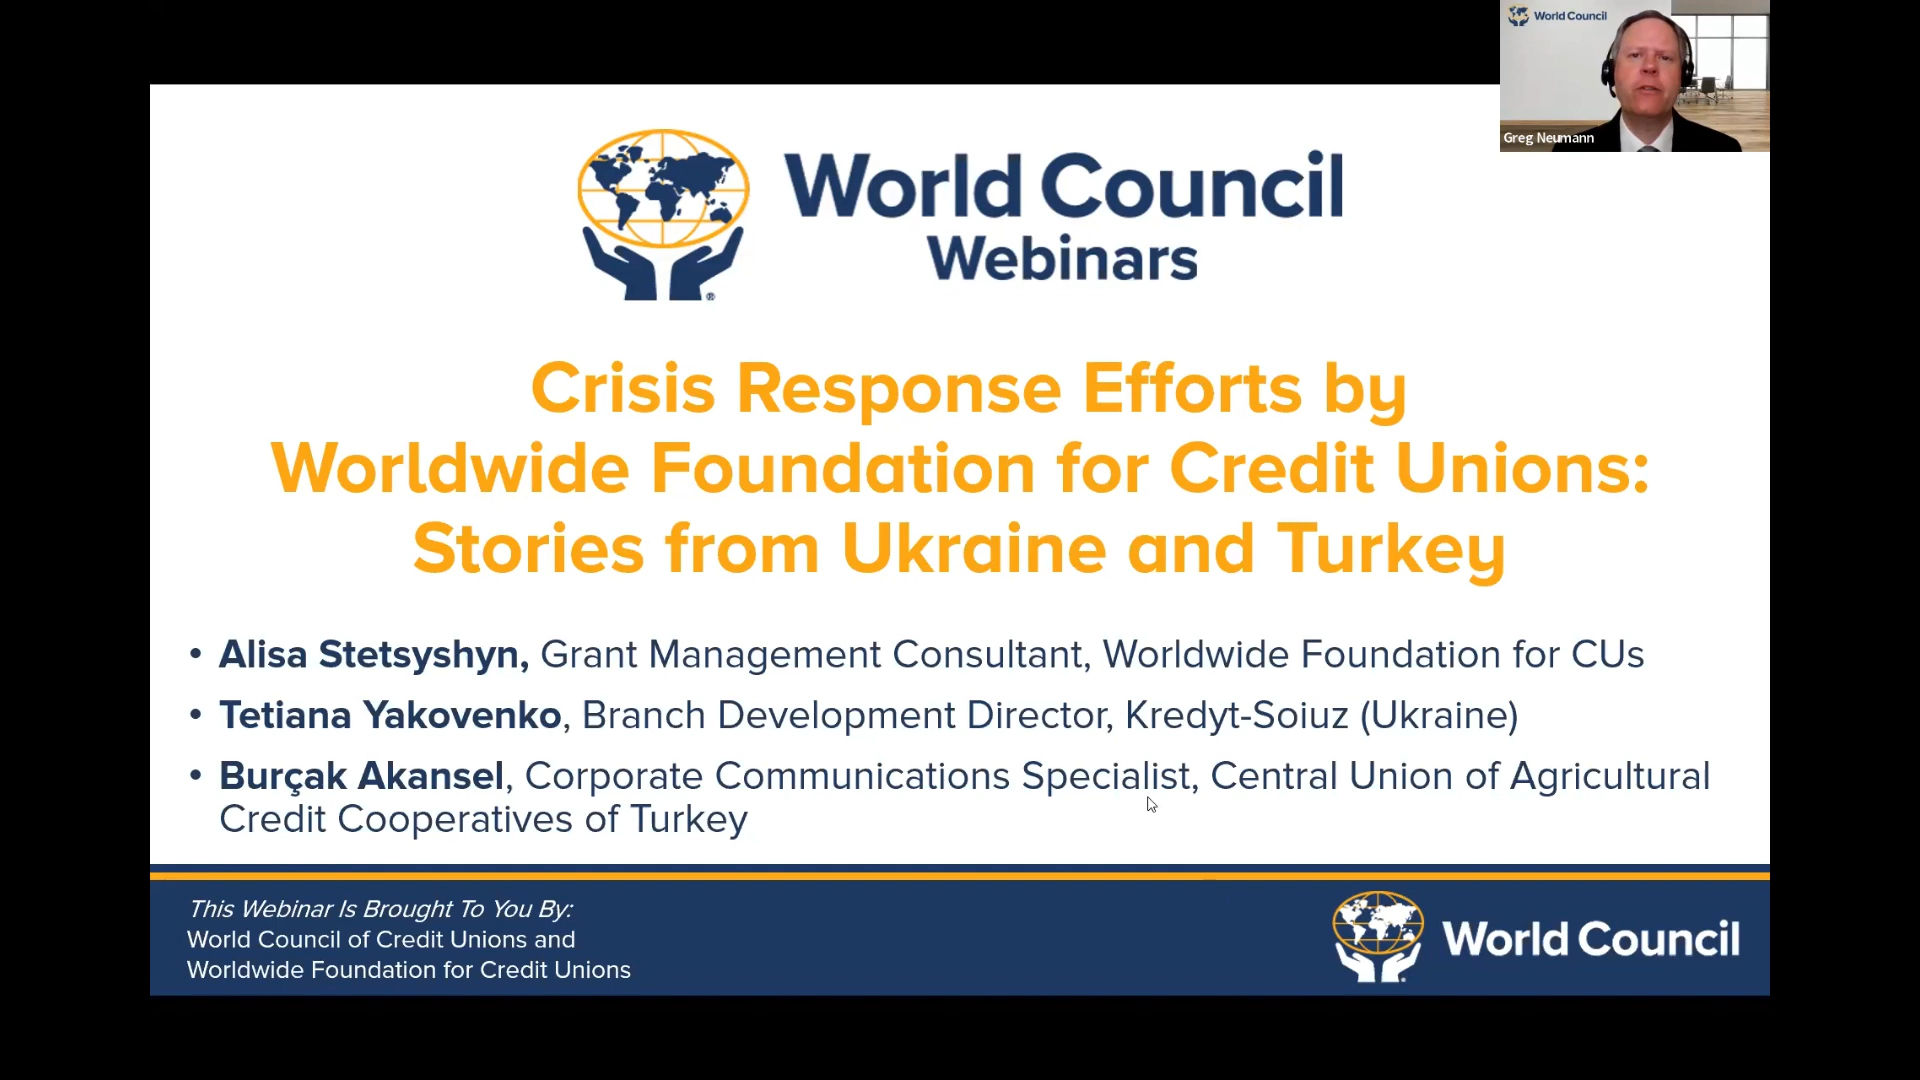 World Council
Greg Neumann
World Council
Webinars
®
Crisis Response Efforts by
Worldwide Foundation for Credit Unions:
Stories from Ukraine and Turkey
• Alisa Stetsyshyn, Grant Management Consultant, Worldwide Foundation for CUs
• Tetiana Yakovenko, Branch Development Director, Kredyt-Soiuz (Ukraine)
• Burçak Akansel, Corporate Communications Specialist, Central Union of Agricultural
Credit Cooperatives of Turkey
This Webinar Is Brought To You By:
World Council of Credit Unions and
Worldwide Foundation for Credit Unions
World Council